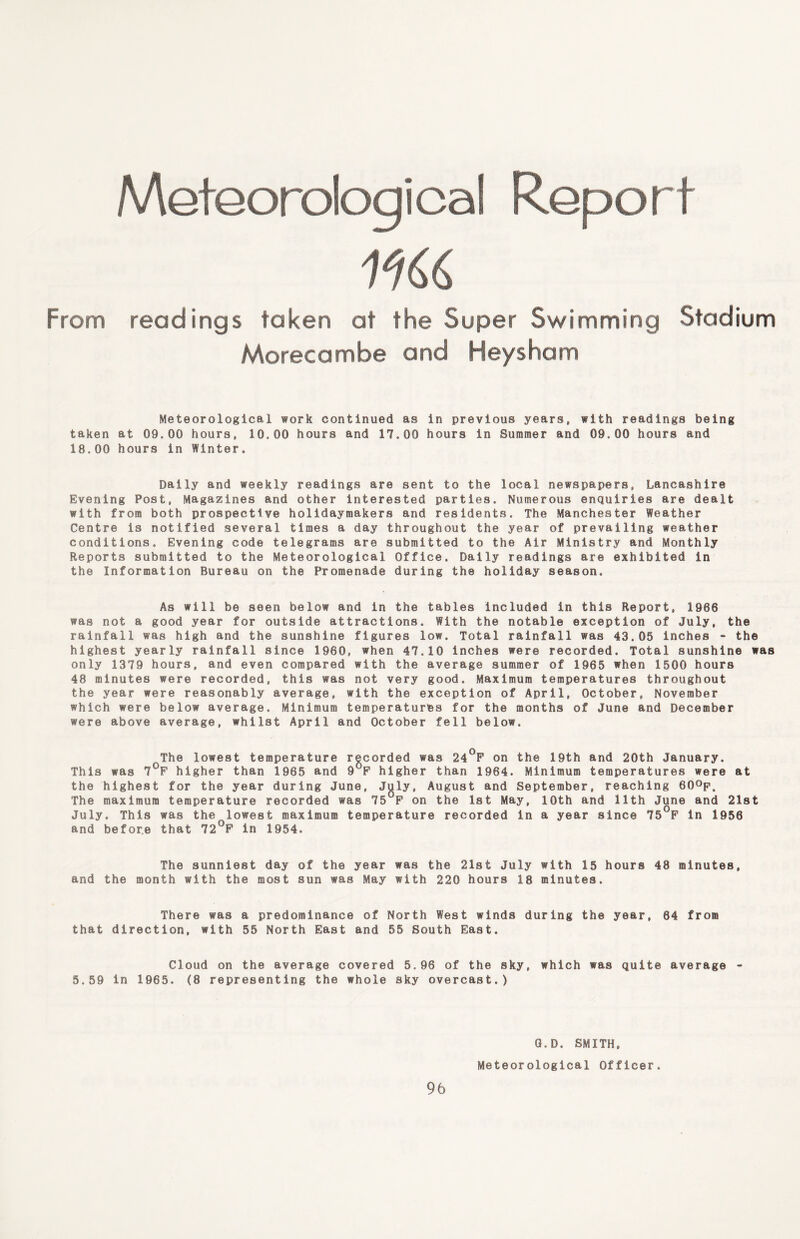 Meteorological Report
1966
From readings taken at the Super Swimming Stadium
Morecambe and Heysham
Meteorological work continued as in previous years, with readings being
taken at 09.00 hours, 10.00 hours and 17.00 hours in Summer and 09.00 hours and
18.00 hours in Winter.
Daily and weekly readings are sent to the local newspapers, Lancashire
Evening Post, Magazines and other interested parties. Numerous enquiries are dealt
with from both prospective holidaymakers and residents. The Manchester Weather
Centre is notified several times a day throughout the year of prevailing weather
conditions. Evening code telegrams are submitted to the Air Ministry and Monthly
Reports submitted to the Meteorological Office. Daily readings are exhibited in
the Information Bureau on the Promenade during the holiday season.
As will be seen below and in the tables included in this Report, 1966
was not a good year for outside attractions. With the notable exception of July, the
rainfall was high and the sunshine figures low. Total rainfall was 43.05 inches - the
highest yearly rainfall since 1960, when 47.10 inches were recorded. Total sunshine was
only 1379 hours, and even compared with the average summer of 1965 when 1500 hours
48 minutes were recorded, this was not very good. Maximum temperatures throughout
the year were reasonably average, with the exception of April, October, November
which were below average. Minimum temperatures for the months of June and December
were above average, whilst April and October fell below.
The lowest temperature recorded was 24°F on the 19th and 20th January.
This was 7°F higher than 1965 and 9°F higher than 1964. Minimum temperatures were at
the highest for the year during June, July, August and September, reaching 60°F.
The maximum temperature recorded was 75°F on the 1st May, 10th and 11th June and 21st
July. This was the lowest maximum temperature recorded in a year since 75°F in 1956
and before that 72°F in 1954.
The sunniest day of the year was the 21st July with 15 hours 48 minutes,
and the month with the most sun was May with 220 hours 18 minutes.
There was a predominance of North West winds during the year, 64 from
that direction, with 55 North East and 55 South East.
Cloud on the average covered 5.96 of the sky, which was quite average -
5.59 in 1965. (8 representing the whole sky overcast.)
G.D. SMITH,
Meteorological Officer.
96